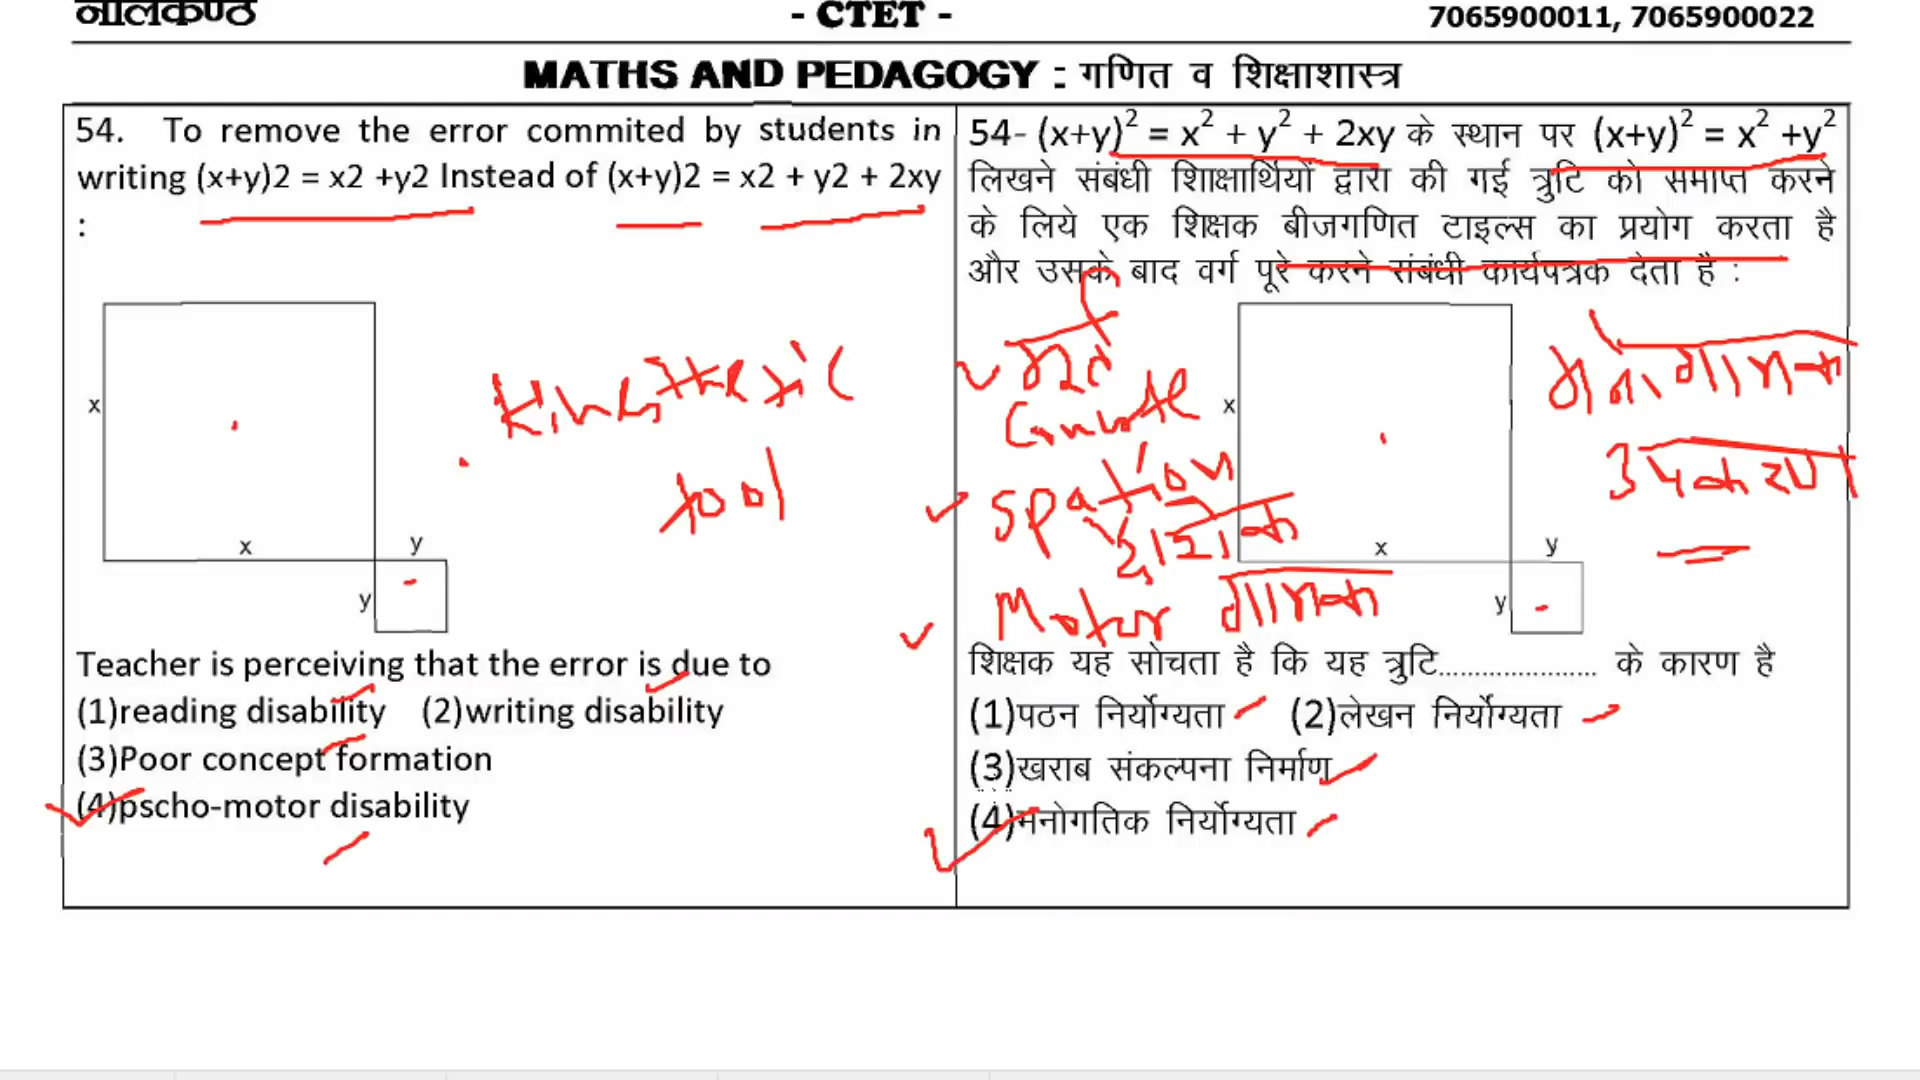 नीलकण्ठ
- CTET -
7065900011, 7065900022
MATHS AND PEDAGOGY : गणित व शिक्षाशास्त्र
54. To remove the error commited by students in
writing (x+y)2 = x2 +y2 Instead of (x+y)2 = x2 + y2 + 2xy
:
x
x
y
y
Kinesthetic
tool
Teacher is perceiving that the error is due to
(1)reading disability (2)writing disability
(3)Poor concept formation
(4)pscho-motor disability
54- (x+y)² = x² + y² + 2xy के स्थान पर (x+y)² = x² +y²
लिखने संबंधी शिाक्षार्थियों द्वारा की गई त्रुटि को समाप्त करने
के लिये एक शिक्षक बीजगणित टाइल्स का प्रयोग करता है
और उसके बाद वर्ग पूरे करने संबंधी कार्यपत्रक देता है :
मूर्त
Concrete
Spation
Motor गामक
मनोगामक
उपकरण
x
x
y
y
शिक्षक यह सोचता है कि यह त्रुटि...................... के कारण है
(1)पठन निर्योग्यता (2)लेखन निर्योग्यता
(3)खराब संकल्पना निर्माण
(4)मनोगतिक निर्योग्यता